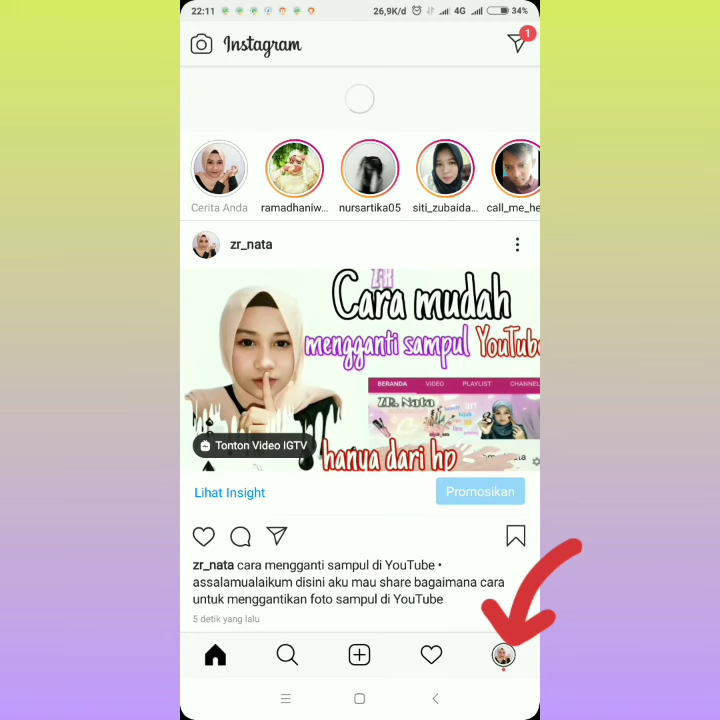 22:11
26,9K/d
4G
34%
Instagram
1
Cerita Anda
ramadhaniw...
nursartika05
siti_zubaida...
call_me_he
zr_nata
ZR
Cara mudah
mengganti sampul YouTube
BERANDA VIDEO PLAYLIST CHANNEL
ZR. Nata
art
hanya dari hp
Tonton Video IGTV
Lihat Insight
Promosikan
zr_nata cara mengganti sampul di YouTube •
assalamualaikum disini aku mau share bagaimana cara
untuk menggantikan foto sampul di YouTube
5 detik yang lalu